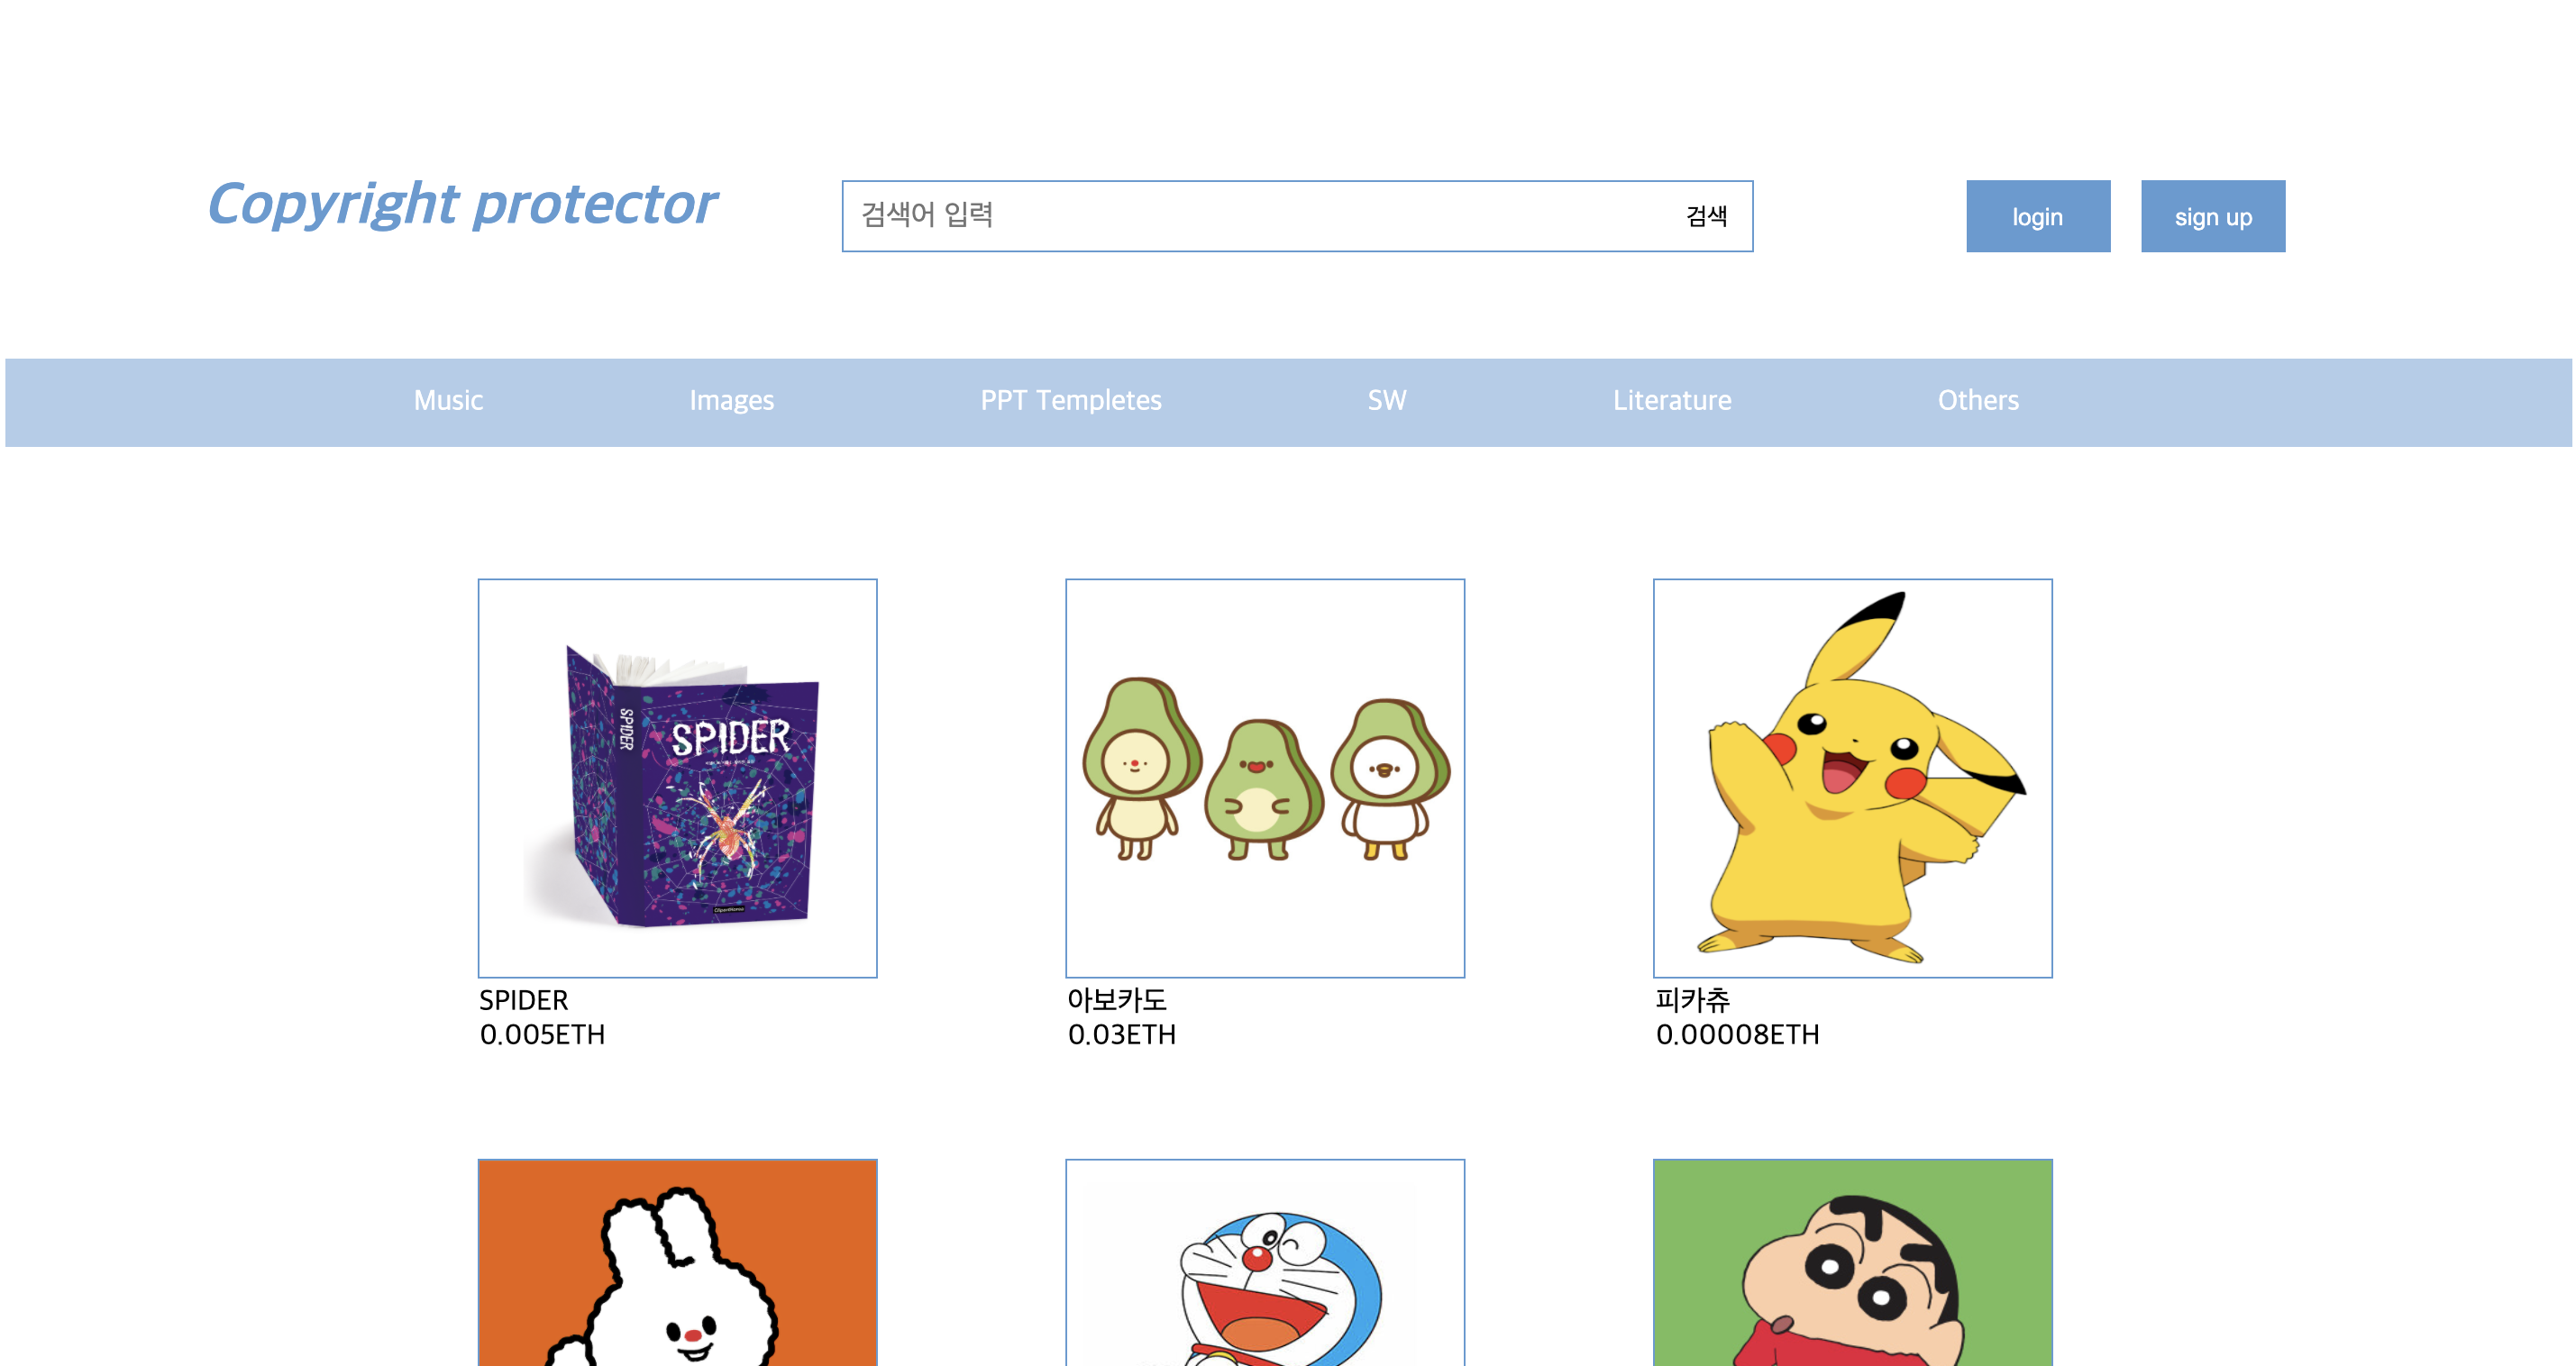 Copyright protector
검색어 입력
검색
login
sign up
Music
Images
PPT Templetes
SW
Literature
Others
SPIDER
SPIDER
SPIDER
0.005ETH
아보카도
0.03ETH
피카츄
0.00008ETH